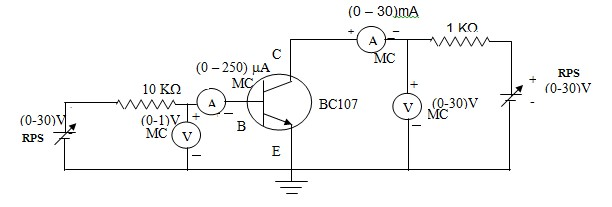 (0 – 30)mA
+ –
A
MC
1 KΩ
C
(0 – 250) μA
MC
10 KΩ
A
+ –
BC107
B
E
(0-30)V
RPS
(0-1)V
MC
+
V
–
+
V
–
(0-30)V
MC
+
-
RPS
(0-30)V